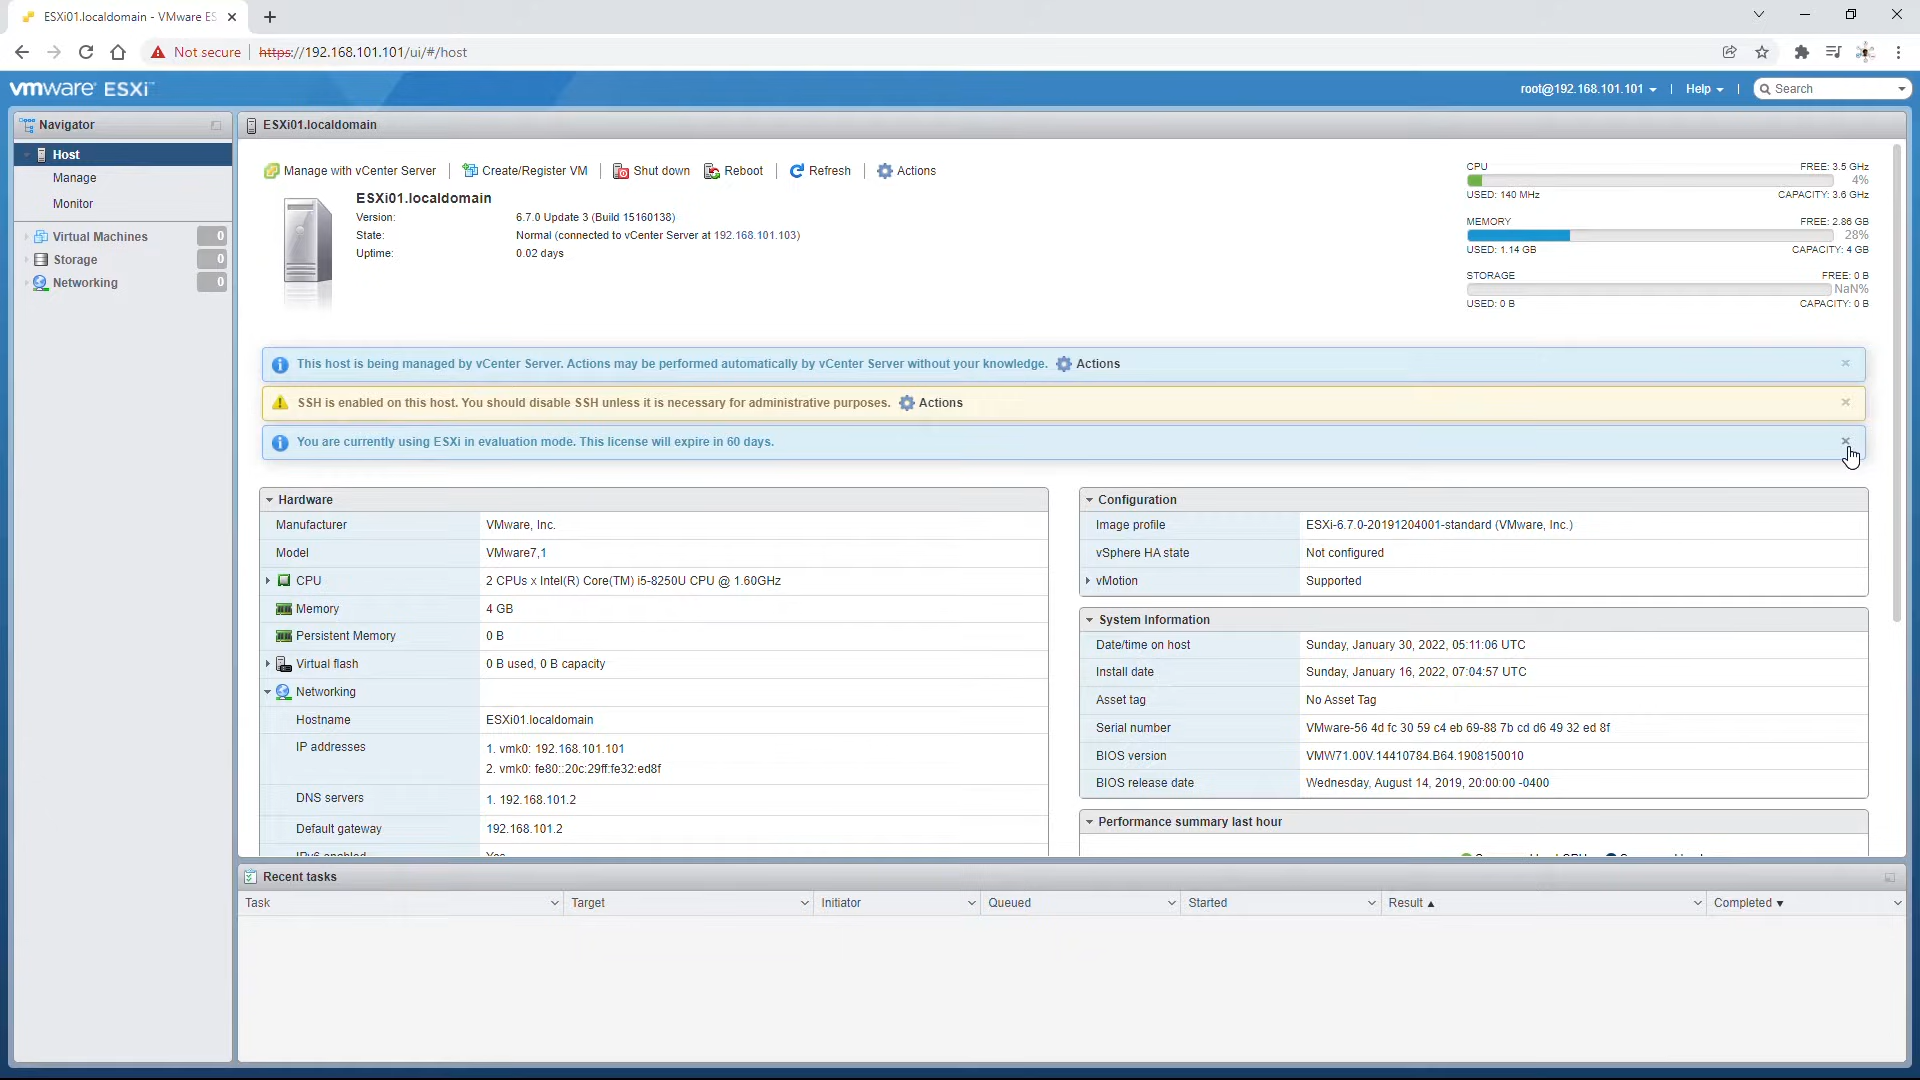 ESXi01.localdomain - VMware ES
Not secure https://192.168.101.101/ui/#/host
vmware ESXi™
root@192.168.101.101 | Help | Search
Navigator
Host
Manage
Monitor
Virtual Machines 0
Storage 0
Networking 0
ESXi01.localdomain
Manage with vCenter Server | Create/Register VM | Shut down Reboot | Refresh | Actions
ESXi01.localdomain
Version: 6.7.0 Update 3 (Build 15160138)
State: Normal (connected to vCenter Server at 192.168.101.103)
Uptime: 0.02 days
CPU FREE: 3.5 GHz
4%
USED: 140 MHz CAPACITY: 3.6 GHz
MEMORY FREE: 2.86 GB
28%
USED: 1.14 GB CAPACITY: 4 GB
STORAGE FREE: 0 B
NaN%
USED: 0 B CAPACITY: 0 B
This host is being managed by vCenter Server. Actions may be performed automatically by vCenter Server without your knowledge. Actions
SSH is enabled on this host. You should disable SSH unless it is necessary for administrative purposes. Actions
You are currently using ESXi in evaluation mode. This license will expire in 60 days.
Hardware
Manufacturer VMware, Inc.
Model VMware7,1
CPU 2 CPUs x Intel(R) Core(TM) i5-8250U CPU @ 1.60GHz
Memory 4 GB
Persistent Memory 0 B
Virtual flash 0 B used, 0 B capacity
Networking
Hostname ESXi01.localdomain
IP addresses 1. vmk0: 192.168.101.101
2. vmk0: fe80::20c:29ff:fe32:ed8f
DNS servers 1. 192.168.101.2
Default gateway 192.168.101.2
IPv6 enabled Yes
Configuration
Image profile ESXi-6.7.0-20191204001-standard (VMware, Inc.)
vSphere HA state Not configured
vMotion Supported
System Information
Date/time on host Sunday, January 30, 2022, 05:11:06 UTC
Install date Sunday, January 16, 2022, 07:04:57 UTC
Asset tag No Asset Tag
Serial number VMware-56 4d fc 30 59 c4 eb 69-88 7b cd d6 49 32 ed 8f
BIOS version VMW71.00V.14410784.B64.1908150010
BIOS release date Wednesday, August 14, 2019, 20:00:00 -0400
Performance summary last hour
Recent tasks
Task Target Initiator Queued Started Result ▲ Completed ▼